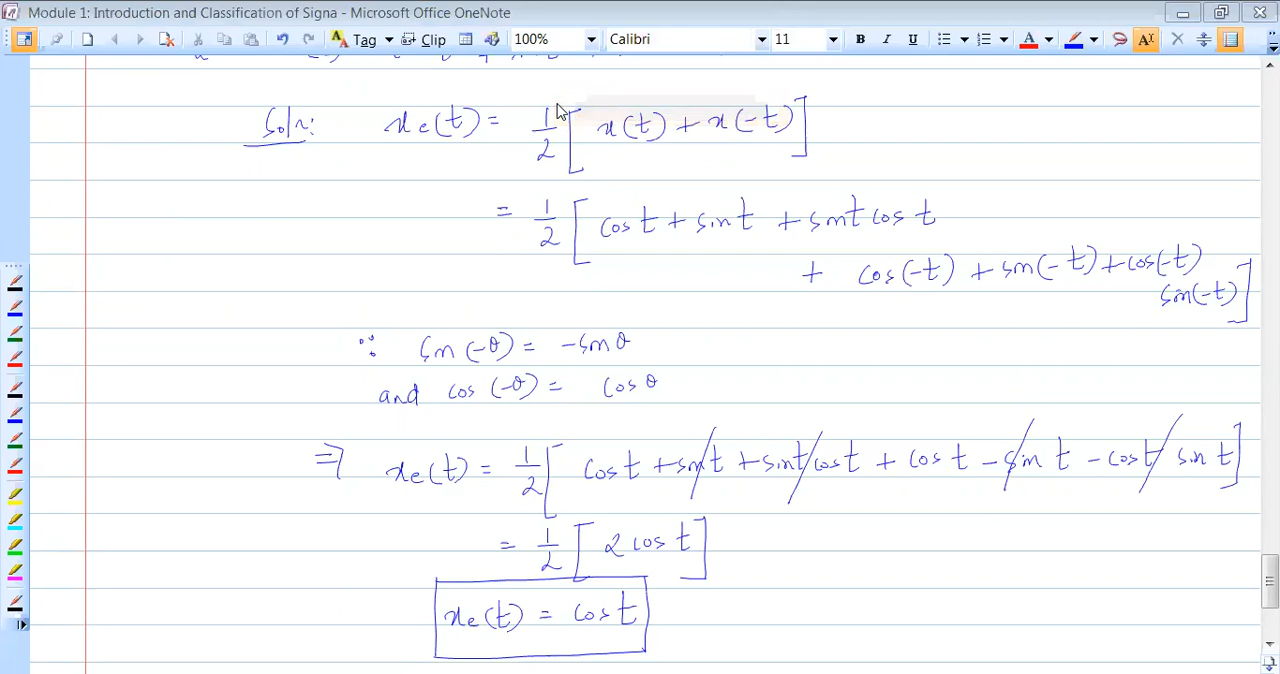 Module 1: Introduction and Classification of Signa - Microsoft Office OneNote
Tag Clip 100% Calibri 11 B I U A
Soln: xe(t) = 1/2 [ x(t) + x(-t) ]
= 1/2 [ cos t + sin t + sin t cos t
+ cos(-t) + sin(-t) + cos(-t)
sin(-t) ]
∵ sin (-θ) = -sin θ
and cos (-θ) = cos θ
⇒ xe(t) = 1/2 [ cos t + sin t + sin t cos t + cos t - sin t - cos t sin t ]
= 1/2 [ 2 cos t ]
xe(t) = cos t